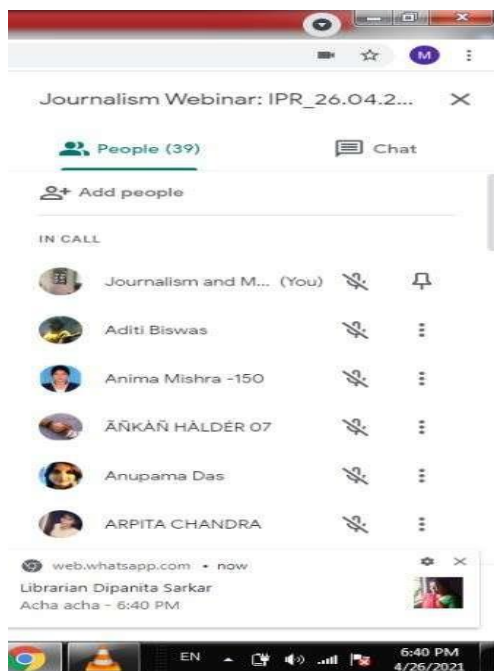 M
Journalism Webinar: IPR_26.04.2...
People (39)
Chat
Add people
IN CALL
Journalism and M... (You)
Aditi Biswas
Anima Mishra -150
ÃÑKÀÑ HÀLDÉR 07
Anupama Das
ARPITA CHANDRA
web.whatsapp.com • now
Librarian Dipanita Sarkar
Acha acha - 6:40 PM
EN
6:40 PM
4/26/2021